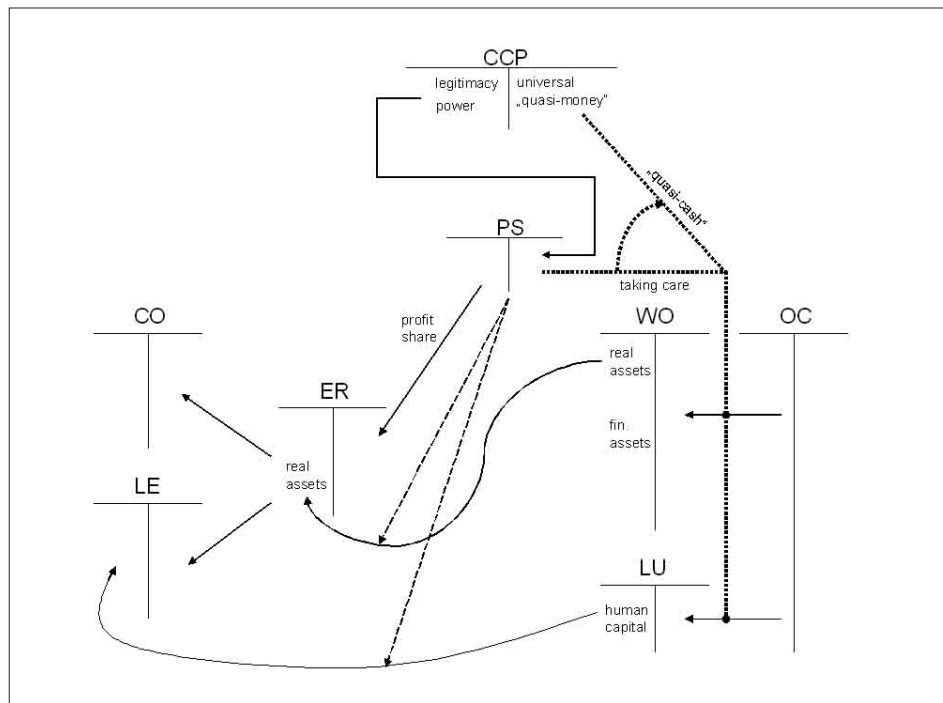 CCP
legitimacy
power
universal
„quasi-money“
„quasi-cash“
PS
taking care
profit
share
CO
WO
OC
real
assets
ER
fin.
assets
real
assets
LE
LU
human
capital